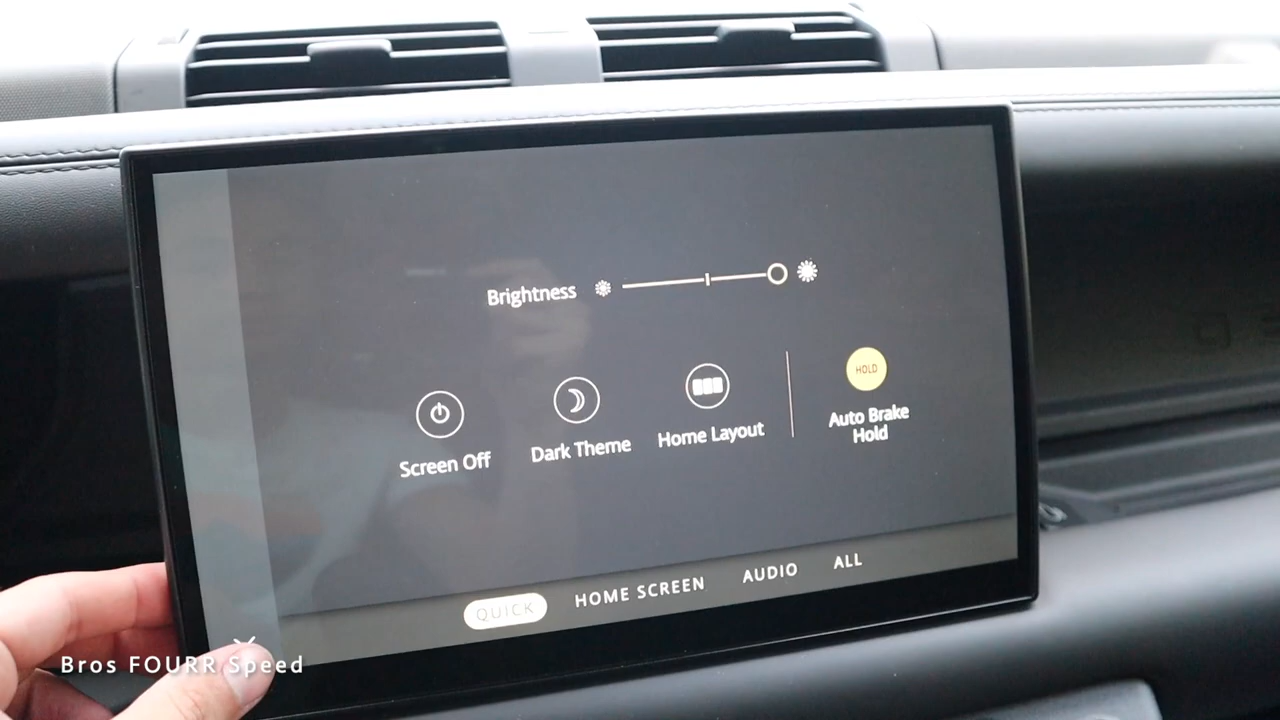 Brightness
Screen Off
Dark Theme
Home Layout
HOLD
Auto Brake
Hold
QUICK
HOME SCREEN
AUDIO
ALL
Bros FOURR Speed